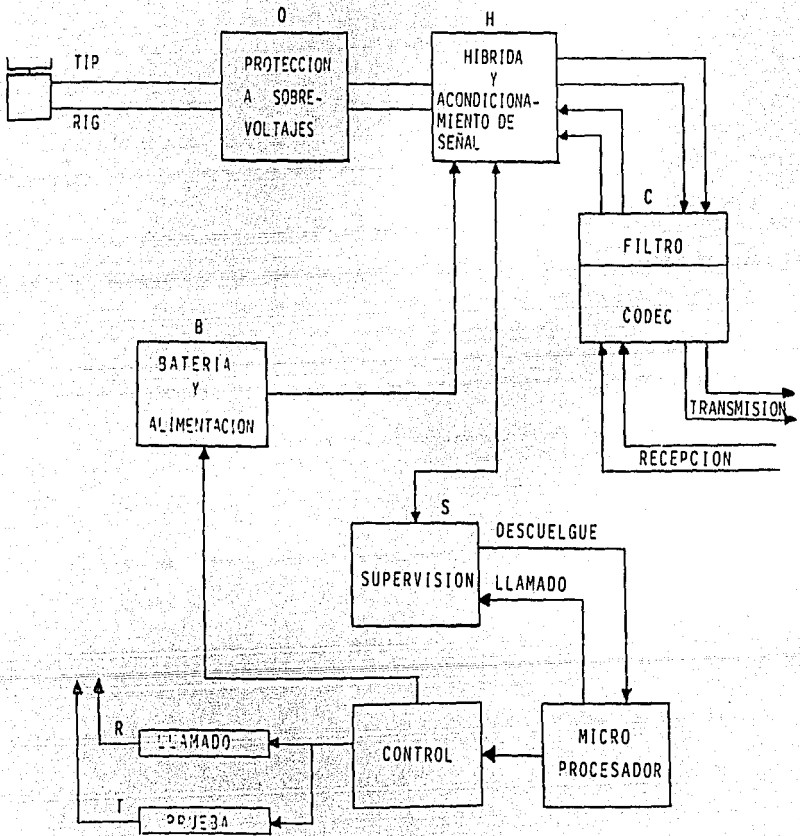 O
H
TIP
RIG
PROTECCION
A SOBRE-
VOLTAJES
HIBRIDA
Y
ACONDICIONA-
MIENTO DE
SEÑAL
C
FILTRO
CODEC
TRANSMISION
RECEPCION
B
BATERIA
Y
ALIMENTACION
S
SUPERVISION
DESCUELGUE
LLAMADO
R
LLAMADO
T
PRUEBA
CONTROL
MICRO
PROCESADOR